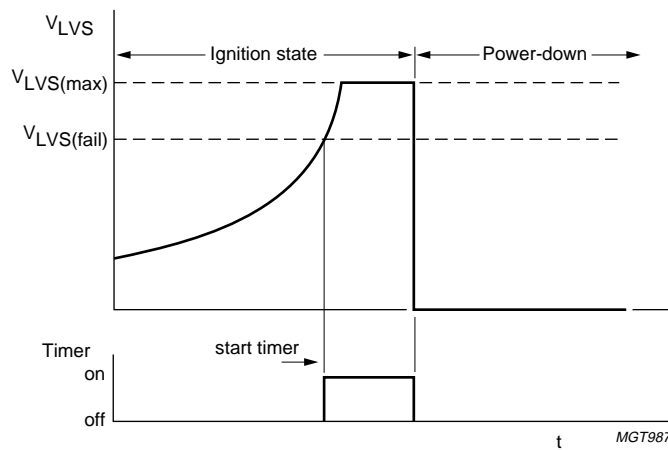 VLVS
Ignition state
Power-down
VLVS(max)
VLVS(fail)
Timer
start timer
on
off
t
MGT987